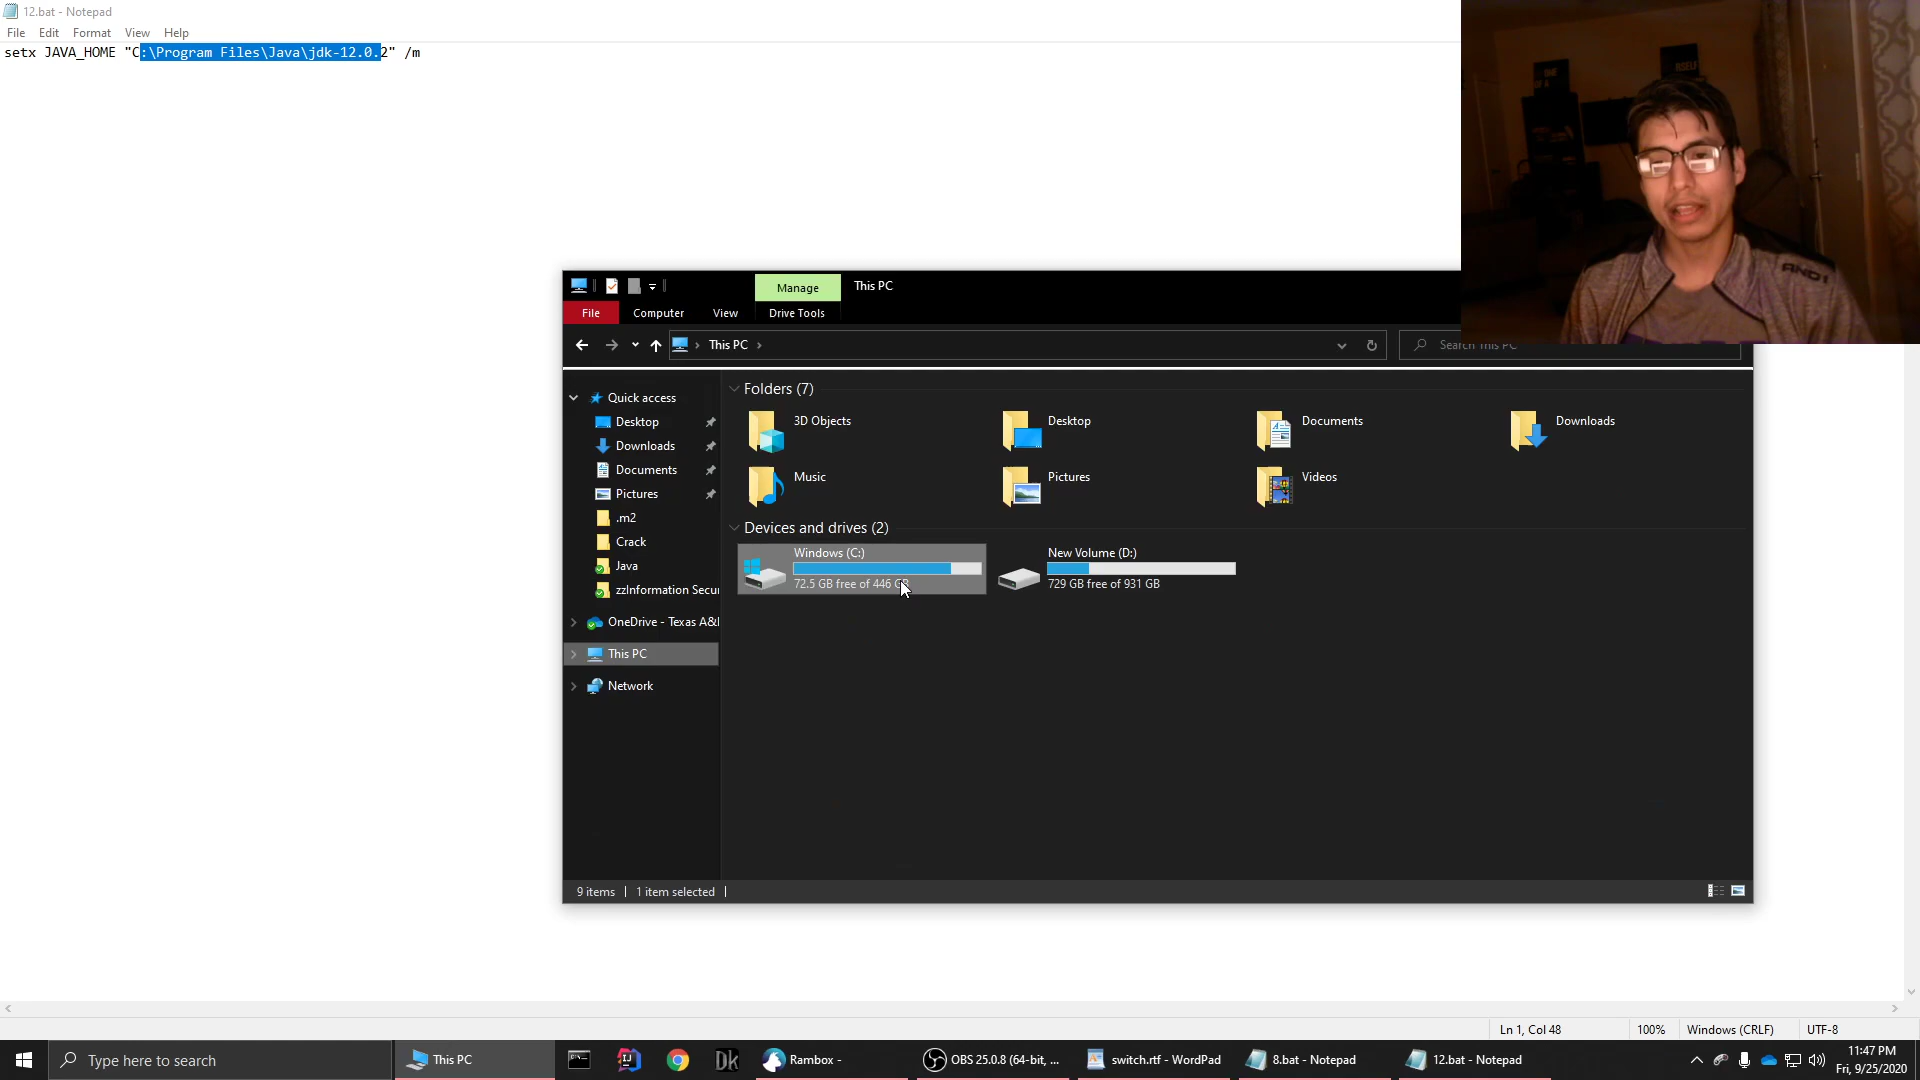 12.bat - Notepad
File Edit Format View Help
setx JAVA_HOME "C:\Program Files\Java\jdk-12.0.2" /m
Manage This PC
File Computer View Drive Tools
This PC
Search This PC
Quick access
Desktop
Downloads
Documents
Pictures
.m2
Crack
Java
zzInformation Secu
OneDrive - Texas A&
This PC
Network
Folders (7)
3D Objects Desktop Documents Downloads
Music Pictures Videos
Devices and drives (2)
Windows (C:)
72.5 GB free of 446 GB
New Volume (D:)
729 GB free of 931 GB
9 items 1 item selected
AND1
Ln 1, Col 48 100% Windows (CRLF) UTF-8
Type here to search This PC Rambox - OBS 25.0.8 (64-bit, ... switch.rtf - WordPad 8.bat - Notepad 12.bat - Notepad
11:47 PM
Fri, 9/25/2020